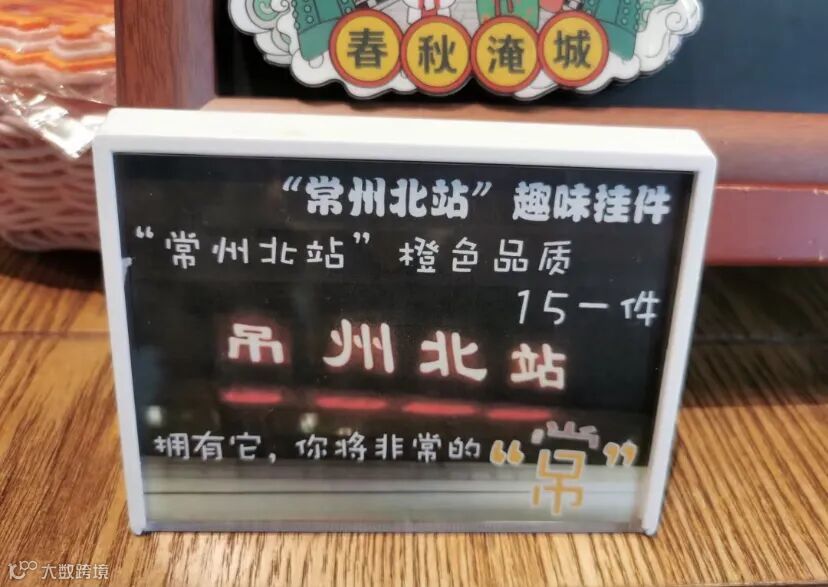 春秋淹城
“常州北站”趣味挂件
“常州北站”橙色品质
15一件
吊州北站
拥有它，你将非常的“常”
大数跨境